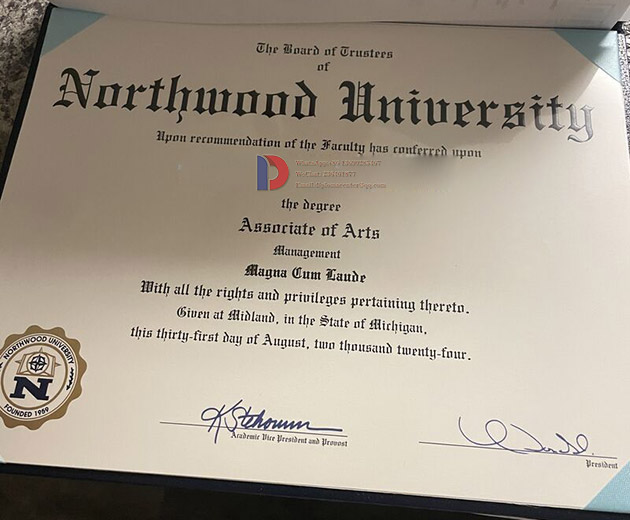 The Board of Trustees
of
Northwood University
Upon recommendation of the Faculty has conferred upon
the degree
Associate of Arts
Management
Magna Cum Laude
With all the rights and privileges pertaining thereto.
Given at Midland, in the State of Michigan,
this thirty-first day of August, two thousand twenty-four.
NORTHWOOD UNIVERSITY
N
FOUNDED 1959
Academic Vice President and Provost
President